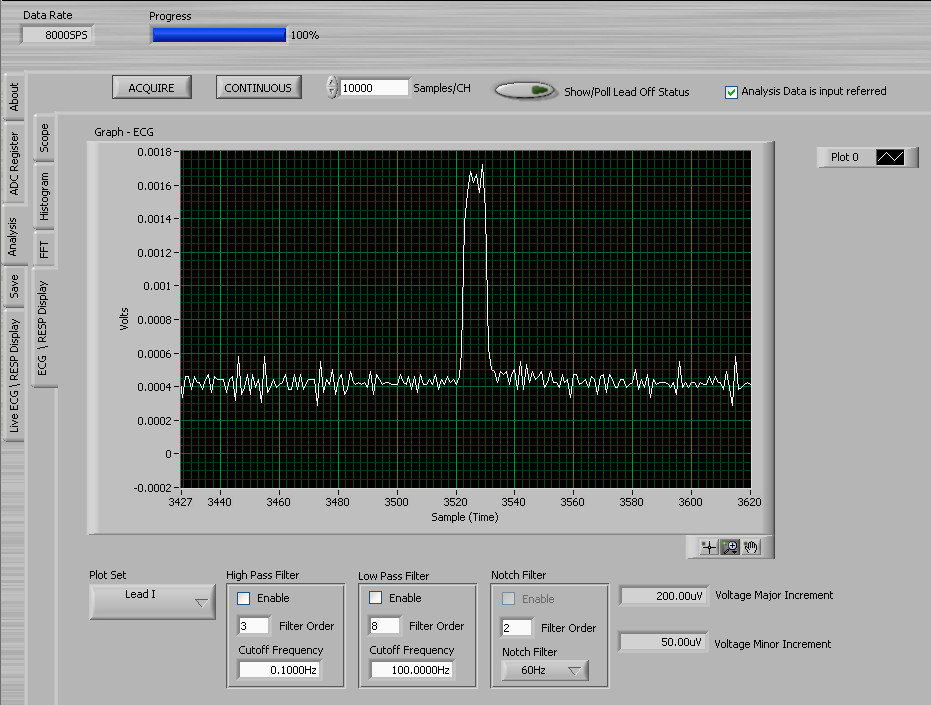 Data Rate
8000SPS
Progress
100%
ACQUIRE
CONTINUOUS
10000
Samples/CH
Show/Poll Lead Off Status
Analysis Data is input referred
About
ADC Register
Analysis
Save
Live ECG\RESP Display
Scope
Histogram
FFT
ECG \ RESP Display
Graph - ECG
Plot 0
Volts
0.0018
0.0016
0.0014
0.0012
0.001
0.0008
0.0006
0.0004
0.0002
0
-0.0002
3427 3440 3460 3480 3500 3520 3540 3560 3580 3600 3620
Sample (Time)
Plot Set
Lead I
High Pass Filter
Enable
3 Filter Order
Cutoff Frequency
0.1000Hz
Low Pass Filter
Enable
8 Filter Order
Cutoff Frequency
100.0000Hz
Notch Filter
Enable
2 Filter Order
Notch Filter
60Hz
200.00uV Voltage Major Increment
50.00uV Voltage Minor Increment